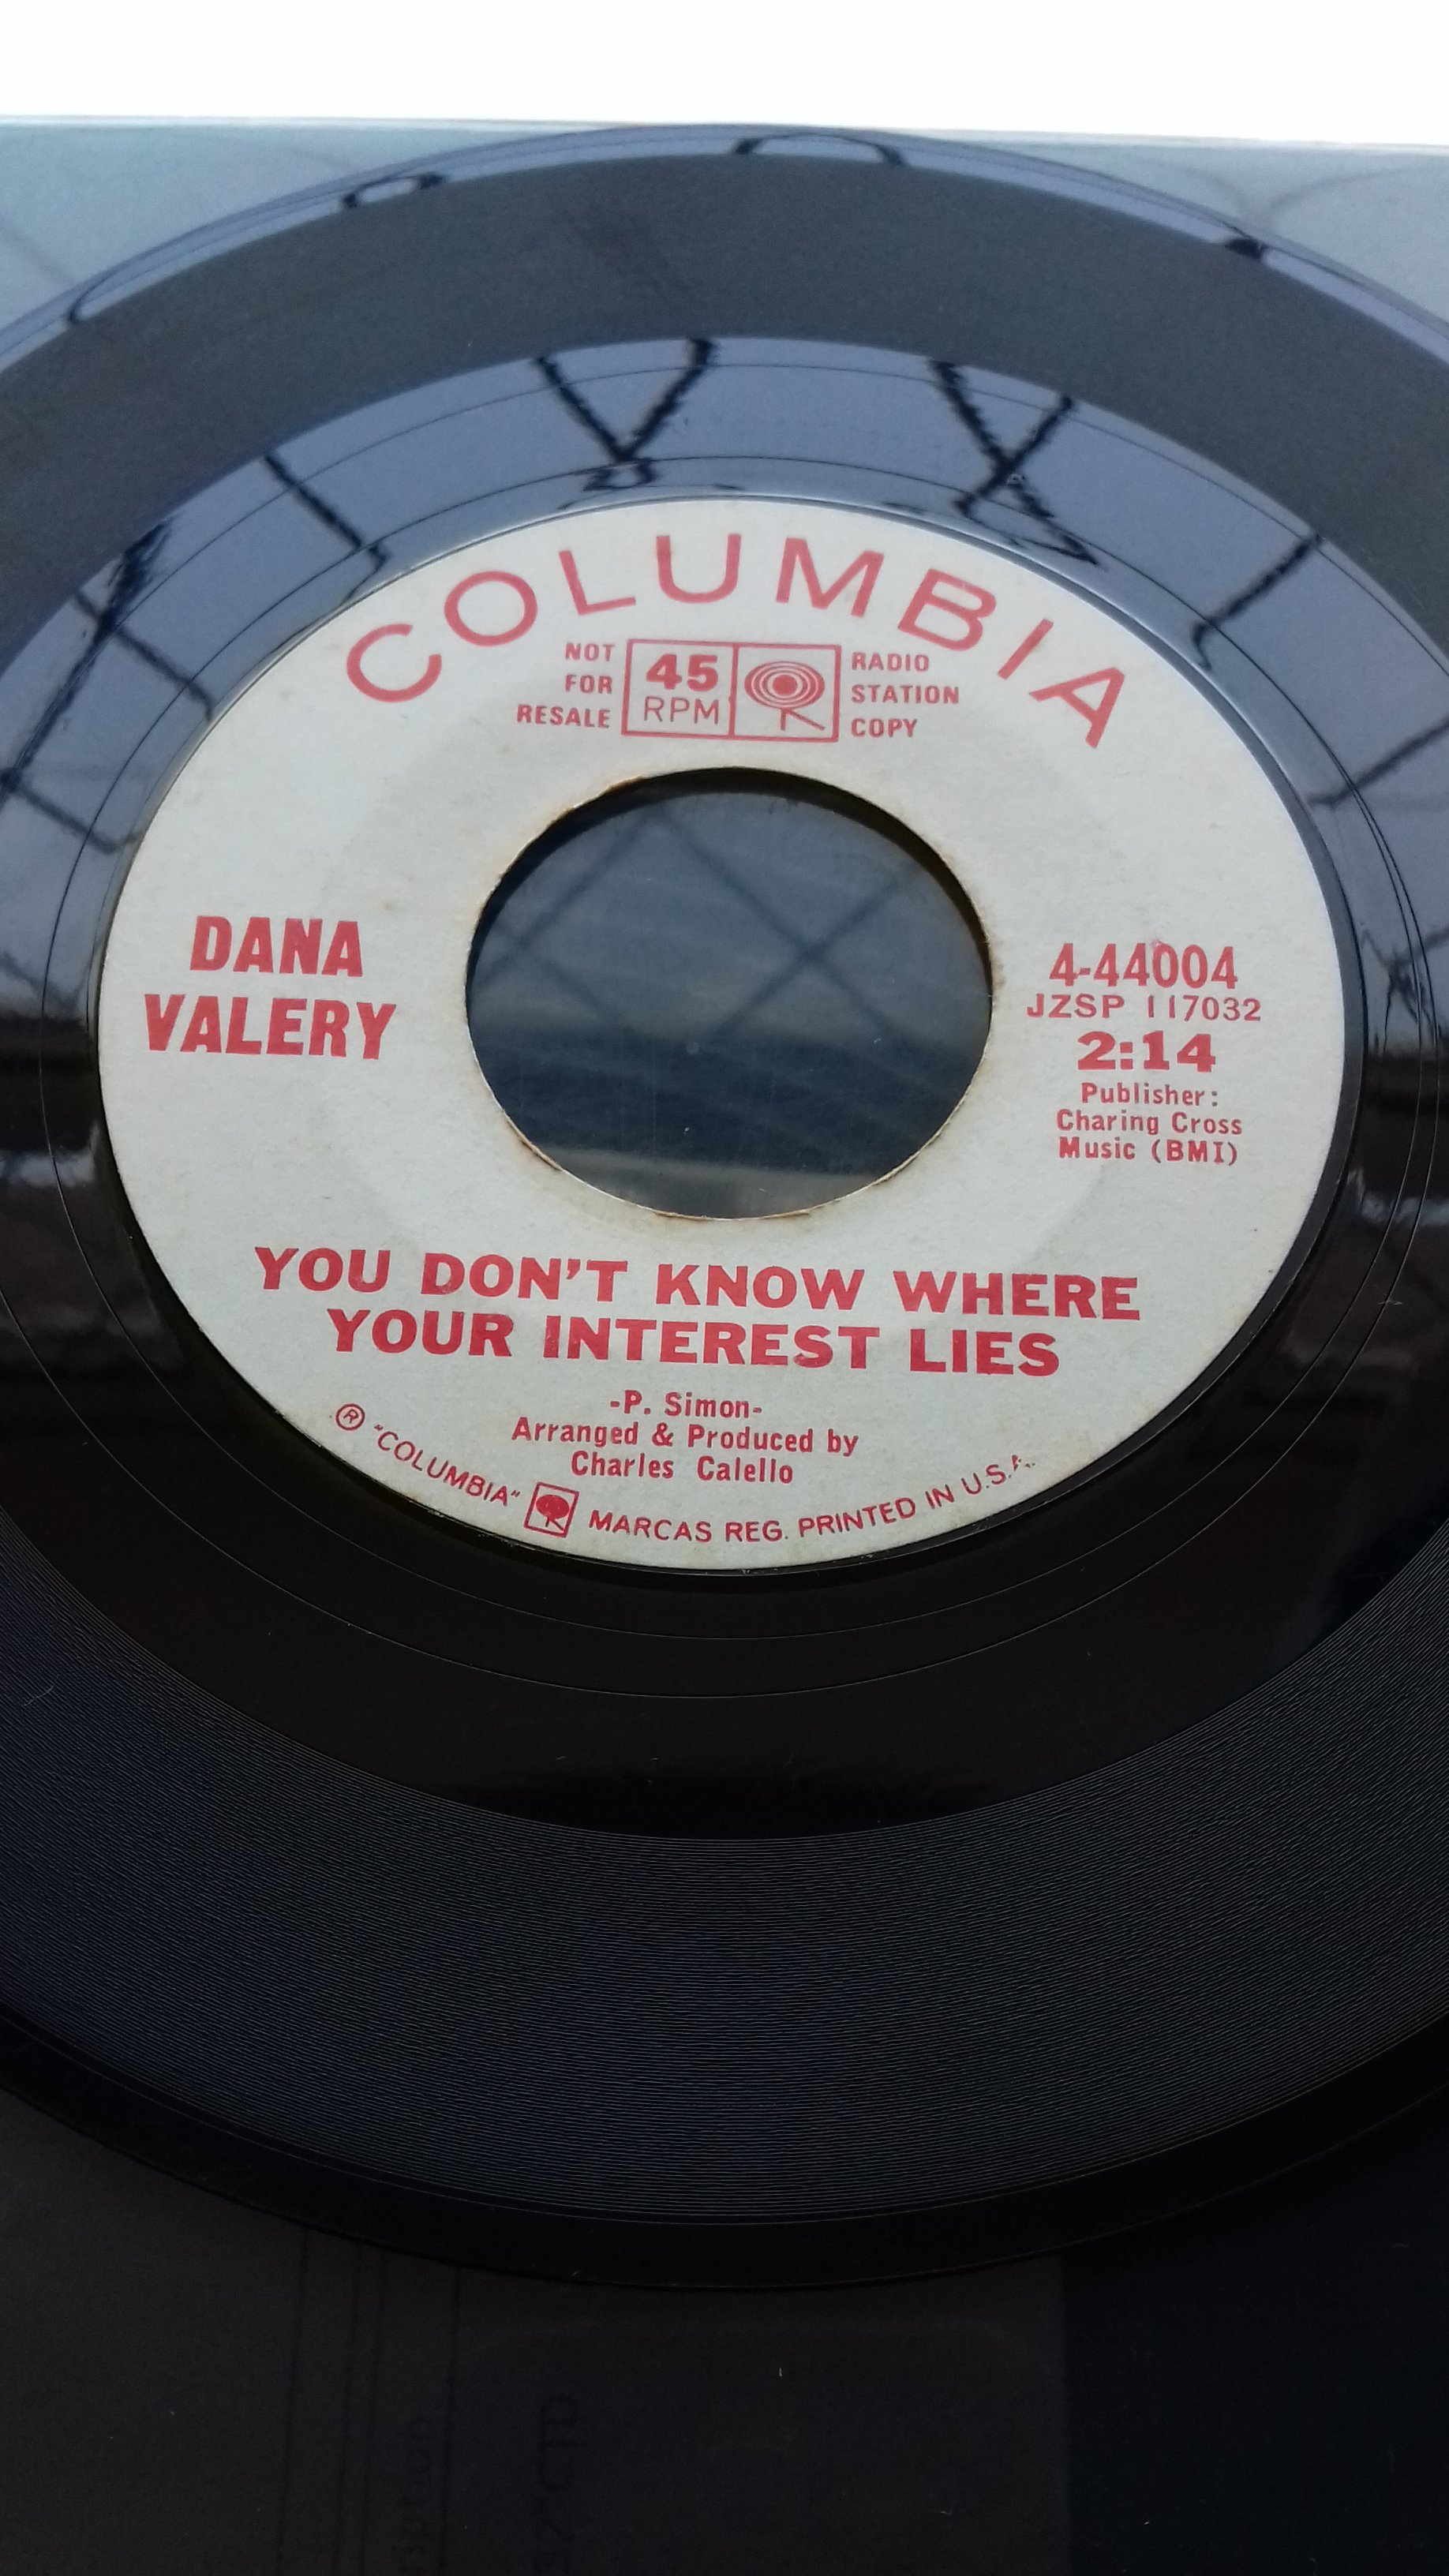 COLUMBIA
NOT
FOR
RESALE
45
RPM
RADIO
STATION
COPY
DANA
VALERY
4-44004
JZSP 117032
2:14
Publisher:
Charing Cross
Music (BMI)
YOU DON'T KNOW WHERE
YOUR INTEREST LIES
-P. Simon-
Arranged & Produced by
Charles Calello
® "COLUMBIA" MARCAS REG. PRINTED IN U.S.A.